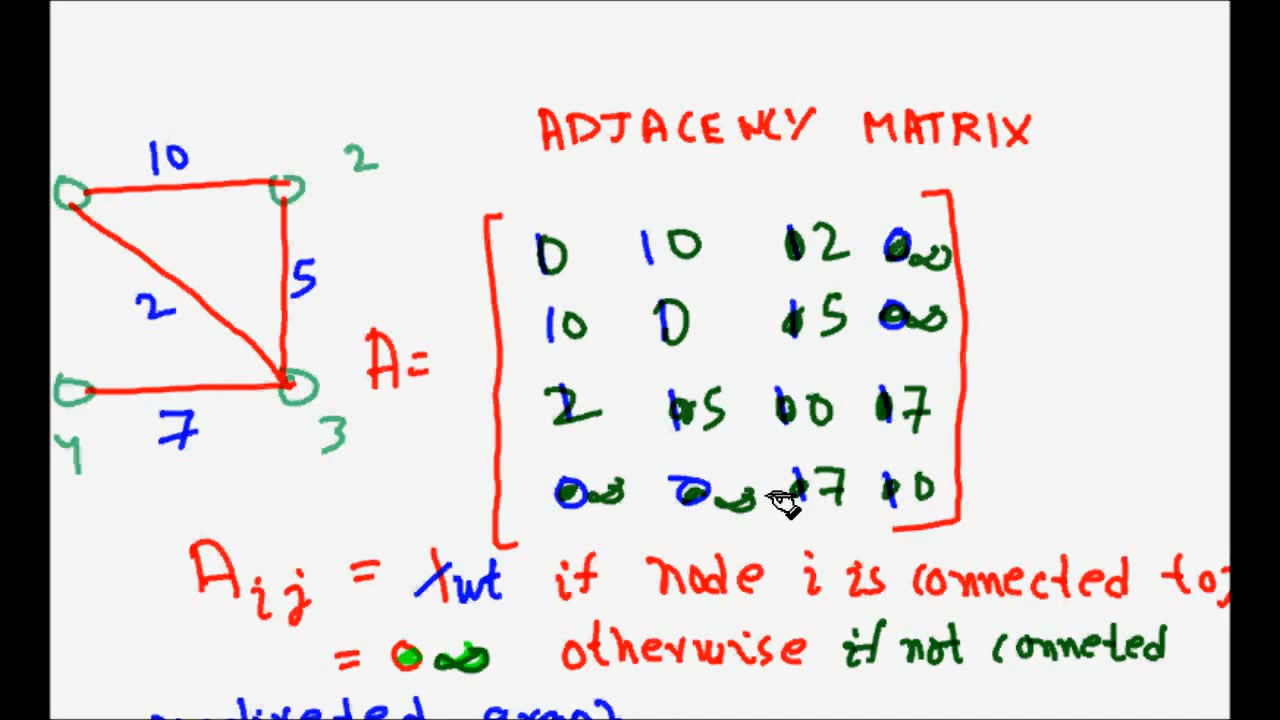 ADJACENCY MATRIX
10
2
2
5
7
4
3
A=
0 10 2 ∞
10 0 5 ∞
2 5 0 7
∞ ∞ 7 0
Aij = wt if node i is connected to j
= ∞ otherwise if not conneted